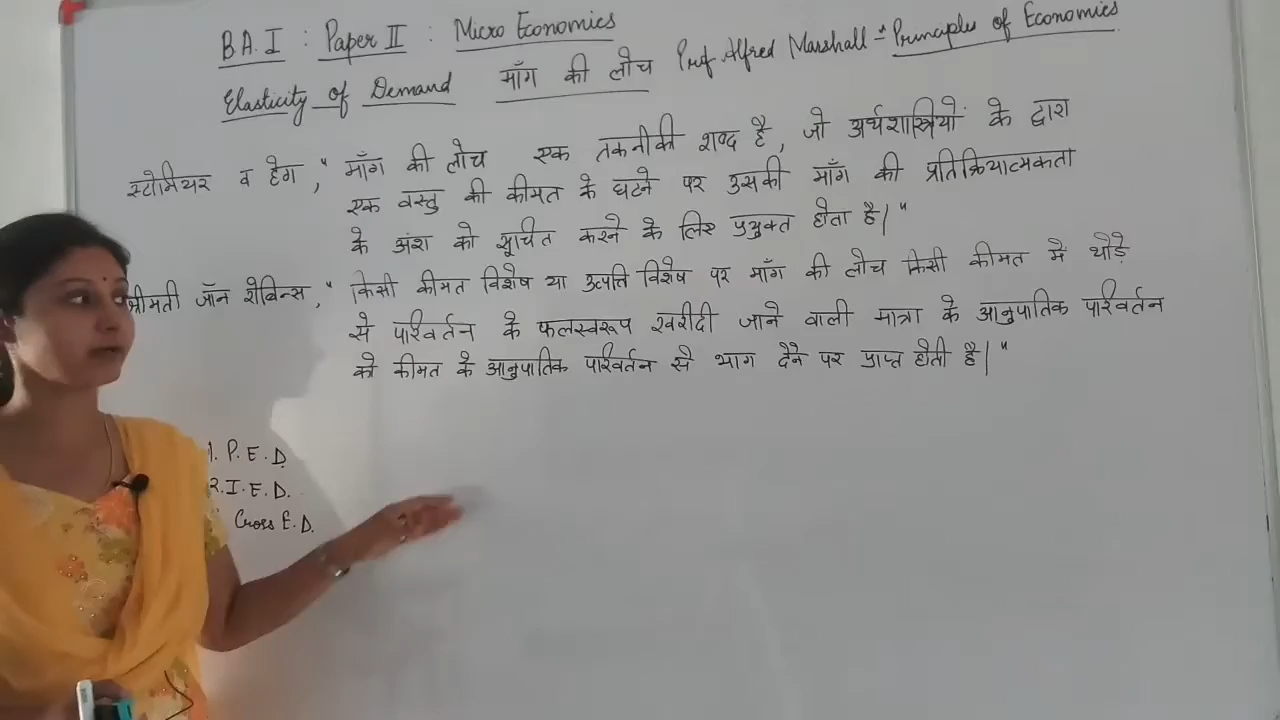 B.A. I : Paper II : Micro Economics
Elasticity of Demand माँग की लोच Prof. Alfred Marshall - "Principles of Economics
स्टोनियर व हेग, " माँग की लोच एक तकनीकी शब्द है, जो अर्थशास्त्रियों के द्वारा
एक वस्तु की कीमत के घटने पर उसकी माँग की प्रतिक्रियात्मकता
के अंश को सूचित करने के लिए प्रयुक्त होता है।"
श्रीमती जॉन रोबिन्स, " किसी कीमत विशेष या उत्पत्ति विशेष पर माँग की लोच किसी कीमत में थोड़े
से परिवर्तन के फलस्वरूप खरीदी जाने वाली मात्रा के आनुपातिक परिवर्तन
को कीमत के आनुपातिक परिवर्तन से भाग देने पर प्राप्त होती है।"
1. P.E.D.
2. I.E.D.
Cross E.D.